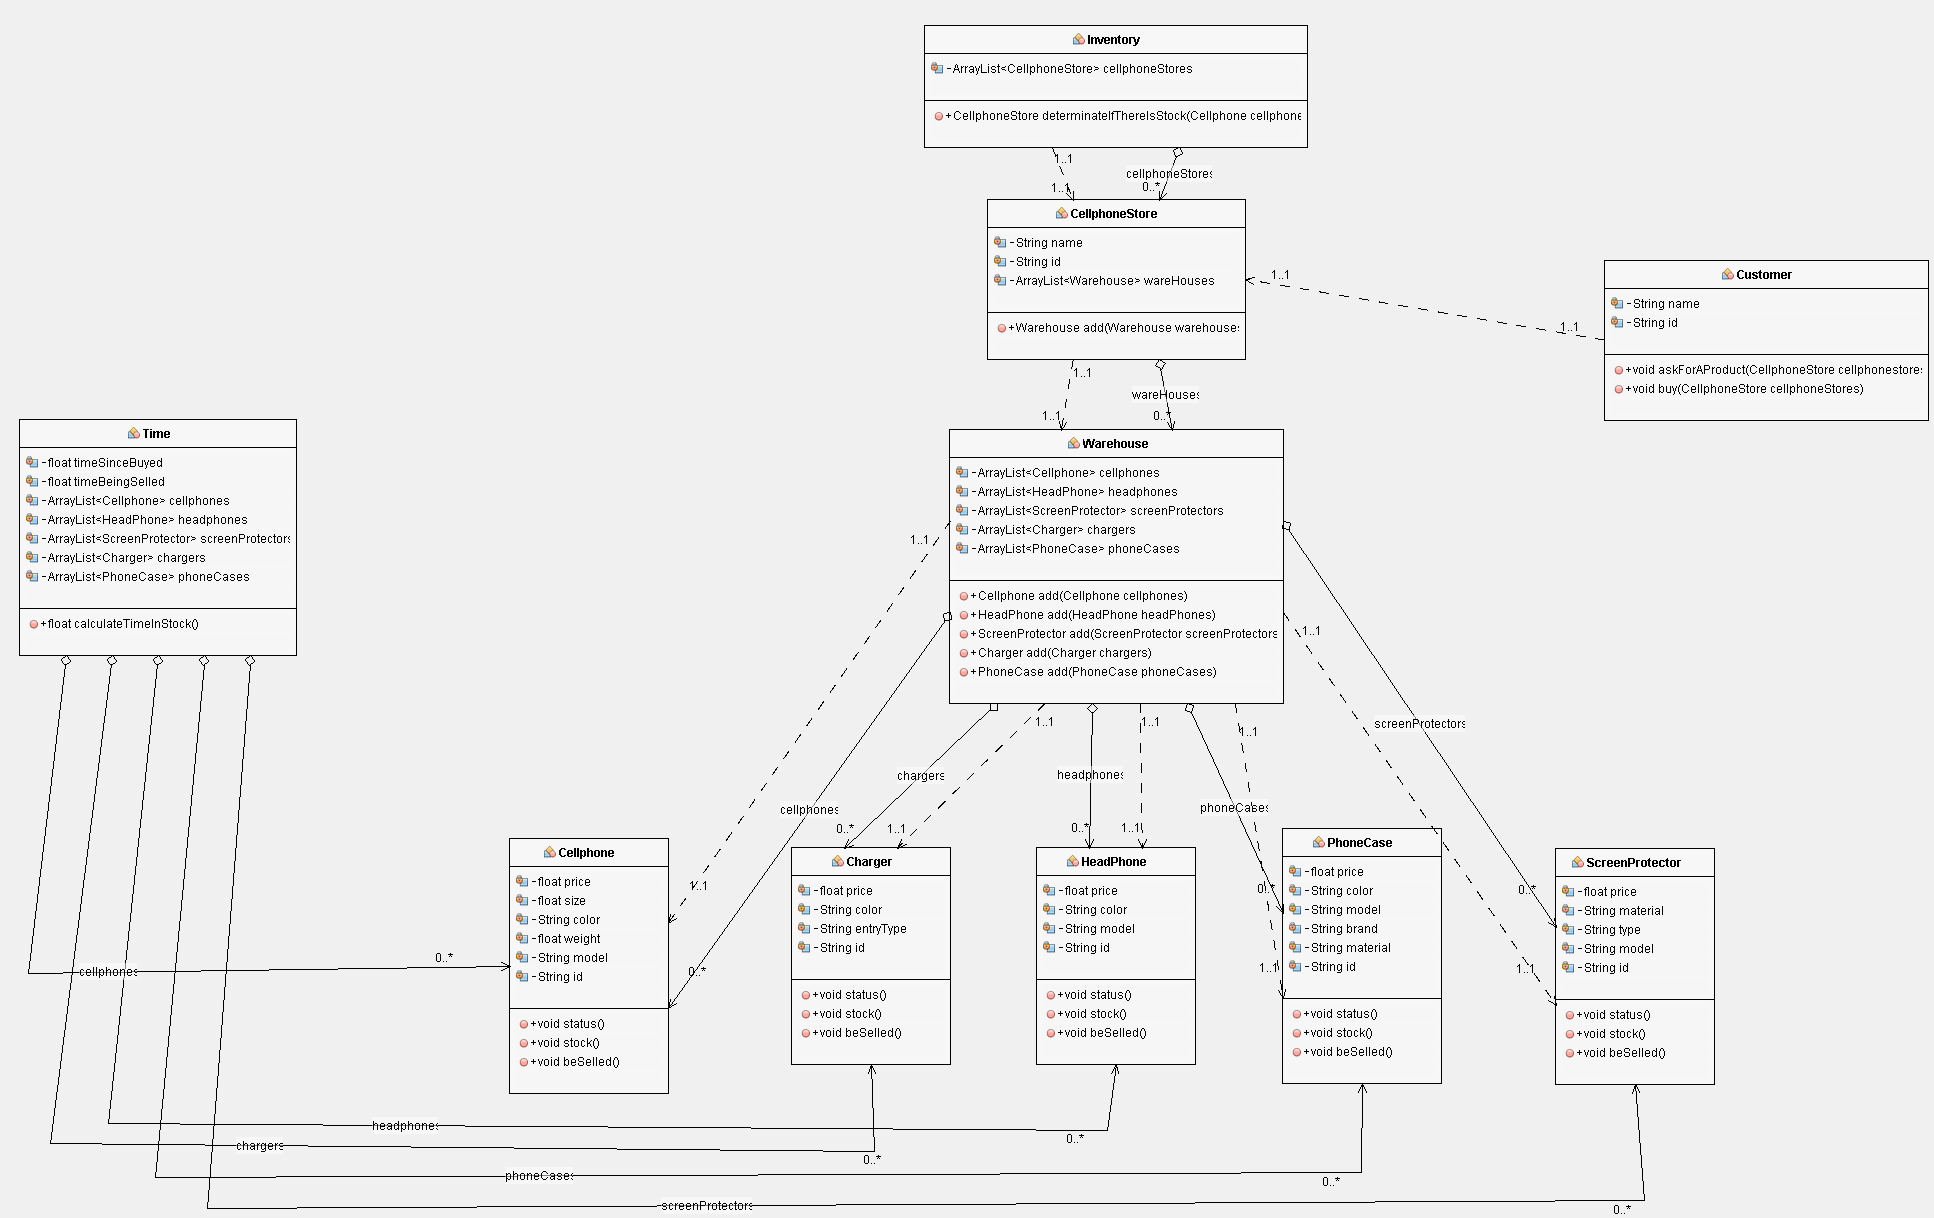 Inventory
-ArrayList<CellphoneStore> cellphoneStores
+CellphoneStore determinateIfThereIsStock(Cellphone cellphone
1..1
cellphoneStores
1..1
0..*
CellphoneStore
-String name
-String id
-ArrayList<Warehouse> wareHouses
+Warehouse add(Warehouse warehouse
1..1
1..1
Customer
-String name
-String id
+void askForAProduct(CellphoneStore cellphonestore
+void buy(CellphoneStore cellphoneStores)
1..1
wareHouses
1..1
0..*
Time
-float timeSinceBuyed
-float timeBeingSelled
-ArrayList<Cellphone> cellphones
-ArrayList<HeadPhone> headphones
-ArrayList<ScreenProtector> screenProtectors
-ArrayList<Charger> chargers
-ArrayList<PhoneCase> phoneCases
+float calculateTimeInStock()
Warehouse
-ArrayList<Cellphone> cellphones
-ArrayList<HeadPhone> headphones
-ArrayList<ScreenProtector> screenProtectors
-ArrayList<Charger> chargers
-ArrayList<PhoneCase> phoneCases
+Cellphone add(Cellphone cellphones)
+HeadPhone add(HeadPhone headPhones)
+ScreenProtector add(ScreenProtector screenProtectors
+Charger add(Charger chargers)
+PhoneCase add(PhoneCase phoneCases)
1..1
1..1
1..1
1..1
1..1
screenProtectors
chargers
headphones
phoneCases
cellphones
0..*
1..1
0..*
1..1
1..1
0..*
0..*
0..*
1..1
1..1
Cellphone
-float price
-float size
-String color
-float weight
-String model
-String id
+void status()
+void stock()
+void beSelled()
Charger
-float price
-String color
-String entryType
-String id
+void status()
+void stock()
+void beSelled()
HeadPhone
-float price
-String color
-String model
-String id
+void status()
+void stock()
+void beSelled()
PhoneCase
-float price
-String color
-String model
-String brand
-String material
-String id
+void status()
+void stock()
+void beSelled()
ScreenProtector
-float price
-String material
-String type
-String model
-String id
+void status()
+void stock()
+void beSelled()
cellphones
0..*
headphones
0..*
chargers
0..*
phoneCases
0..*
screenProtectors
0..*